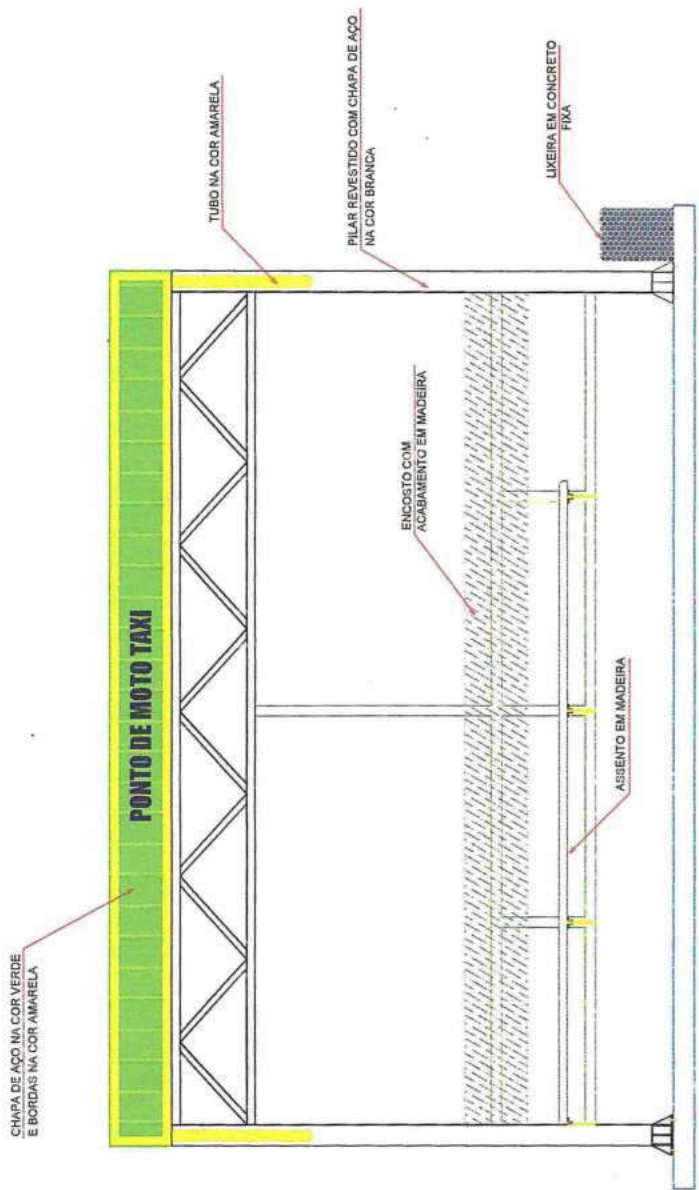 CHAPA DE AÇO NA COR VERDE
E BORDAS NA COR AMARELA
PONTO DE MOTO TAXI
TUBO NA COR AMARELA
PILAR REVESTIDO COM CHAPA DE AÇO
NA COR BRANCA
ENCOSTO COM
ACABAMENTO EM MADEIRA
LIXEIRA EM CONCRETO
FIXA
ASSENTO EM MADEIRA